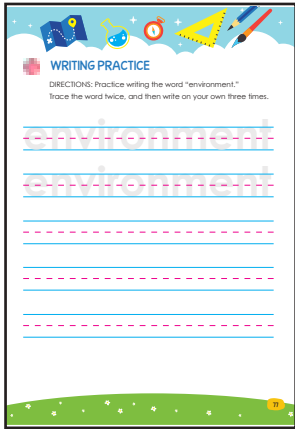 WRITING PRACTICE
DIRECTIONS: Practice writing the word “environment.”
Trace the word twice, and then write on your own three times.
environment
environment
77